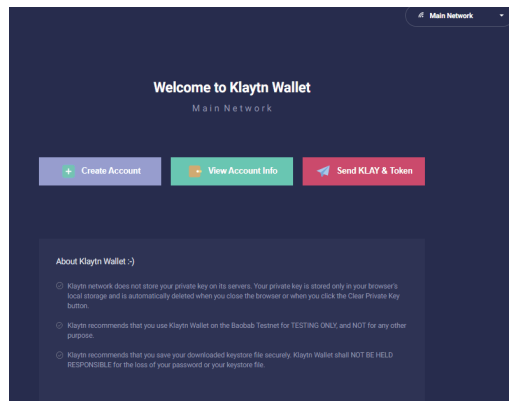 Main Network
Welcome to Klaytn Wallet
Main Network
Create Account
View Account Info
Send KLAY & Token
About Klaytn Wallet :-)
Klaytn network does not store your private key on its servers. Your private key is stored only in your browser's
local storage and is automatically deleted when you close the browser or when you click the Clear Private Key
button.
Klaytn recommends that you use Klaytn Wallet on the Baobab Testnet for TESTING ONLY, and NOT for any other
purpose.
Klaytn recommends that you save your downloaded keystore file securely. Klaytn Wallet shall NOT BE HELD
RESPONSIBLE for the loss of your password or your keystore file.